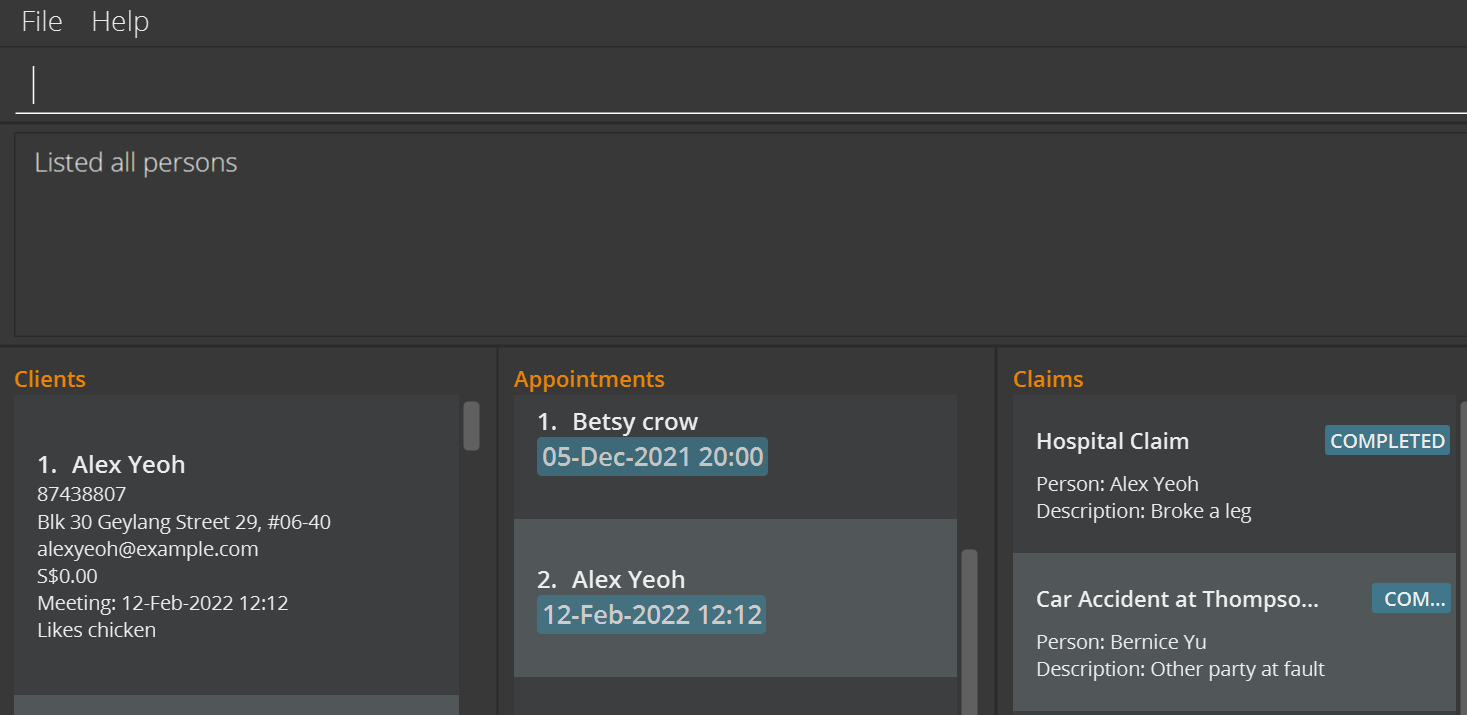 File Help
Listed all persons
Clients
1. Alex Yeoh
87438807
Blk 30 Geylang Street 29, #06-40
alexyeoh@example.com
S$0.00
Meeting: 12-Feb-2022 12:12
Likes chicken
Appointments
1. Betsy crow
05-Dec-2021 20:00
2. Alex Yeoh
12-Feb-2022 12:12
Claims
Hospital Claim COMPLETED
Person: Alex Yeoh
Description: Broke a leg
Car Accident at Thompso... COM...
Person: Bernice Yu
Description: Other party at fault